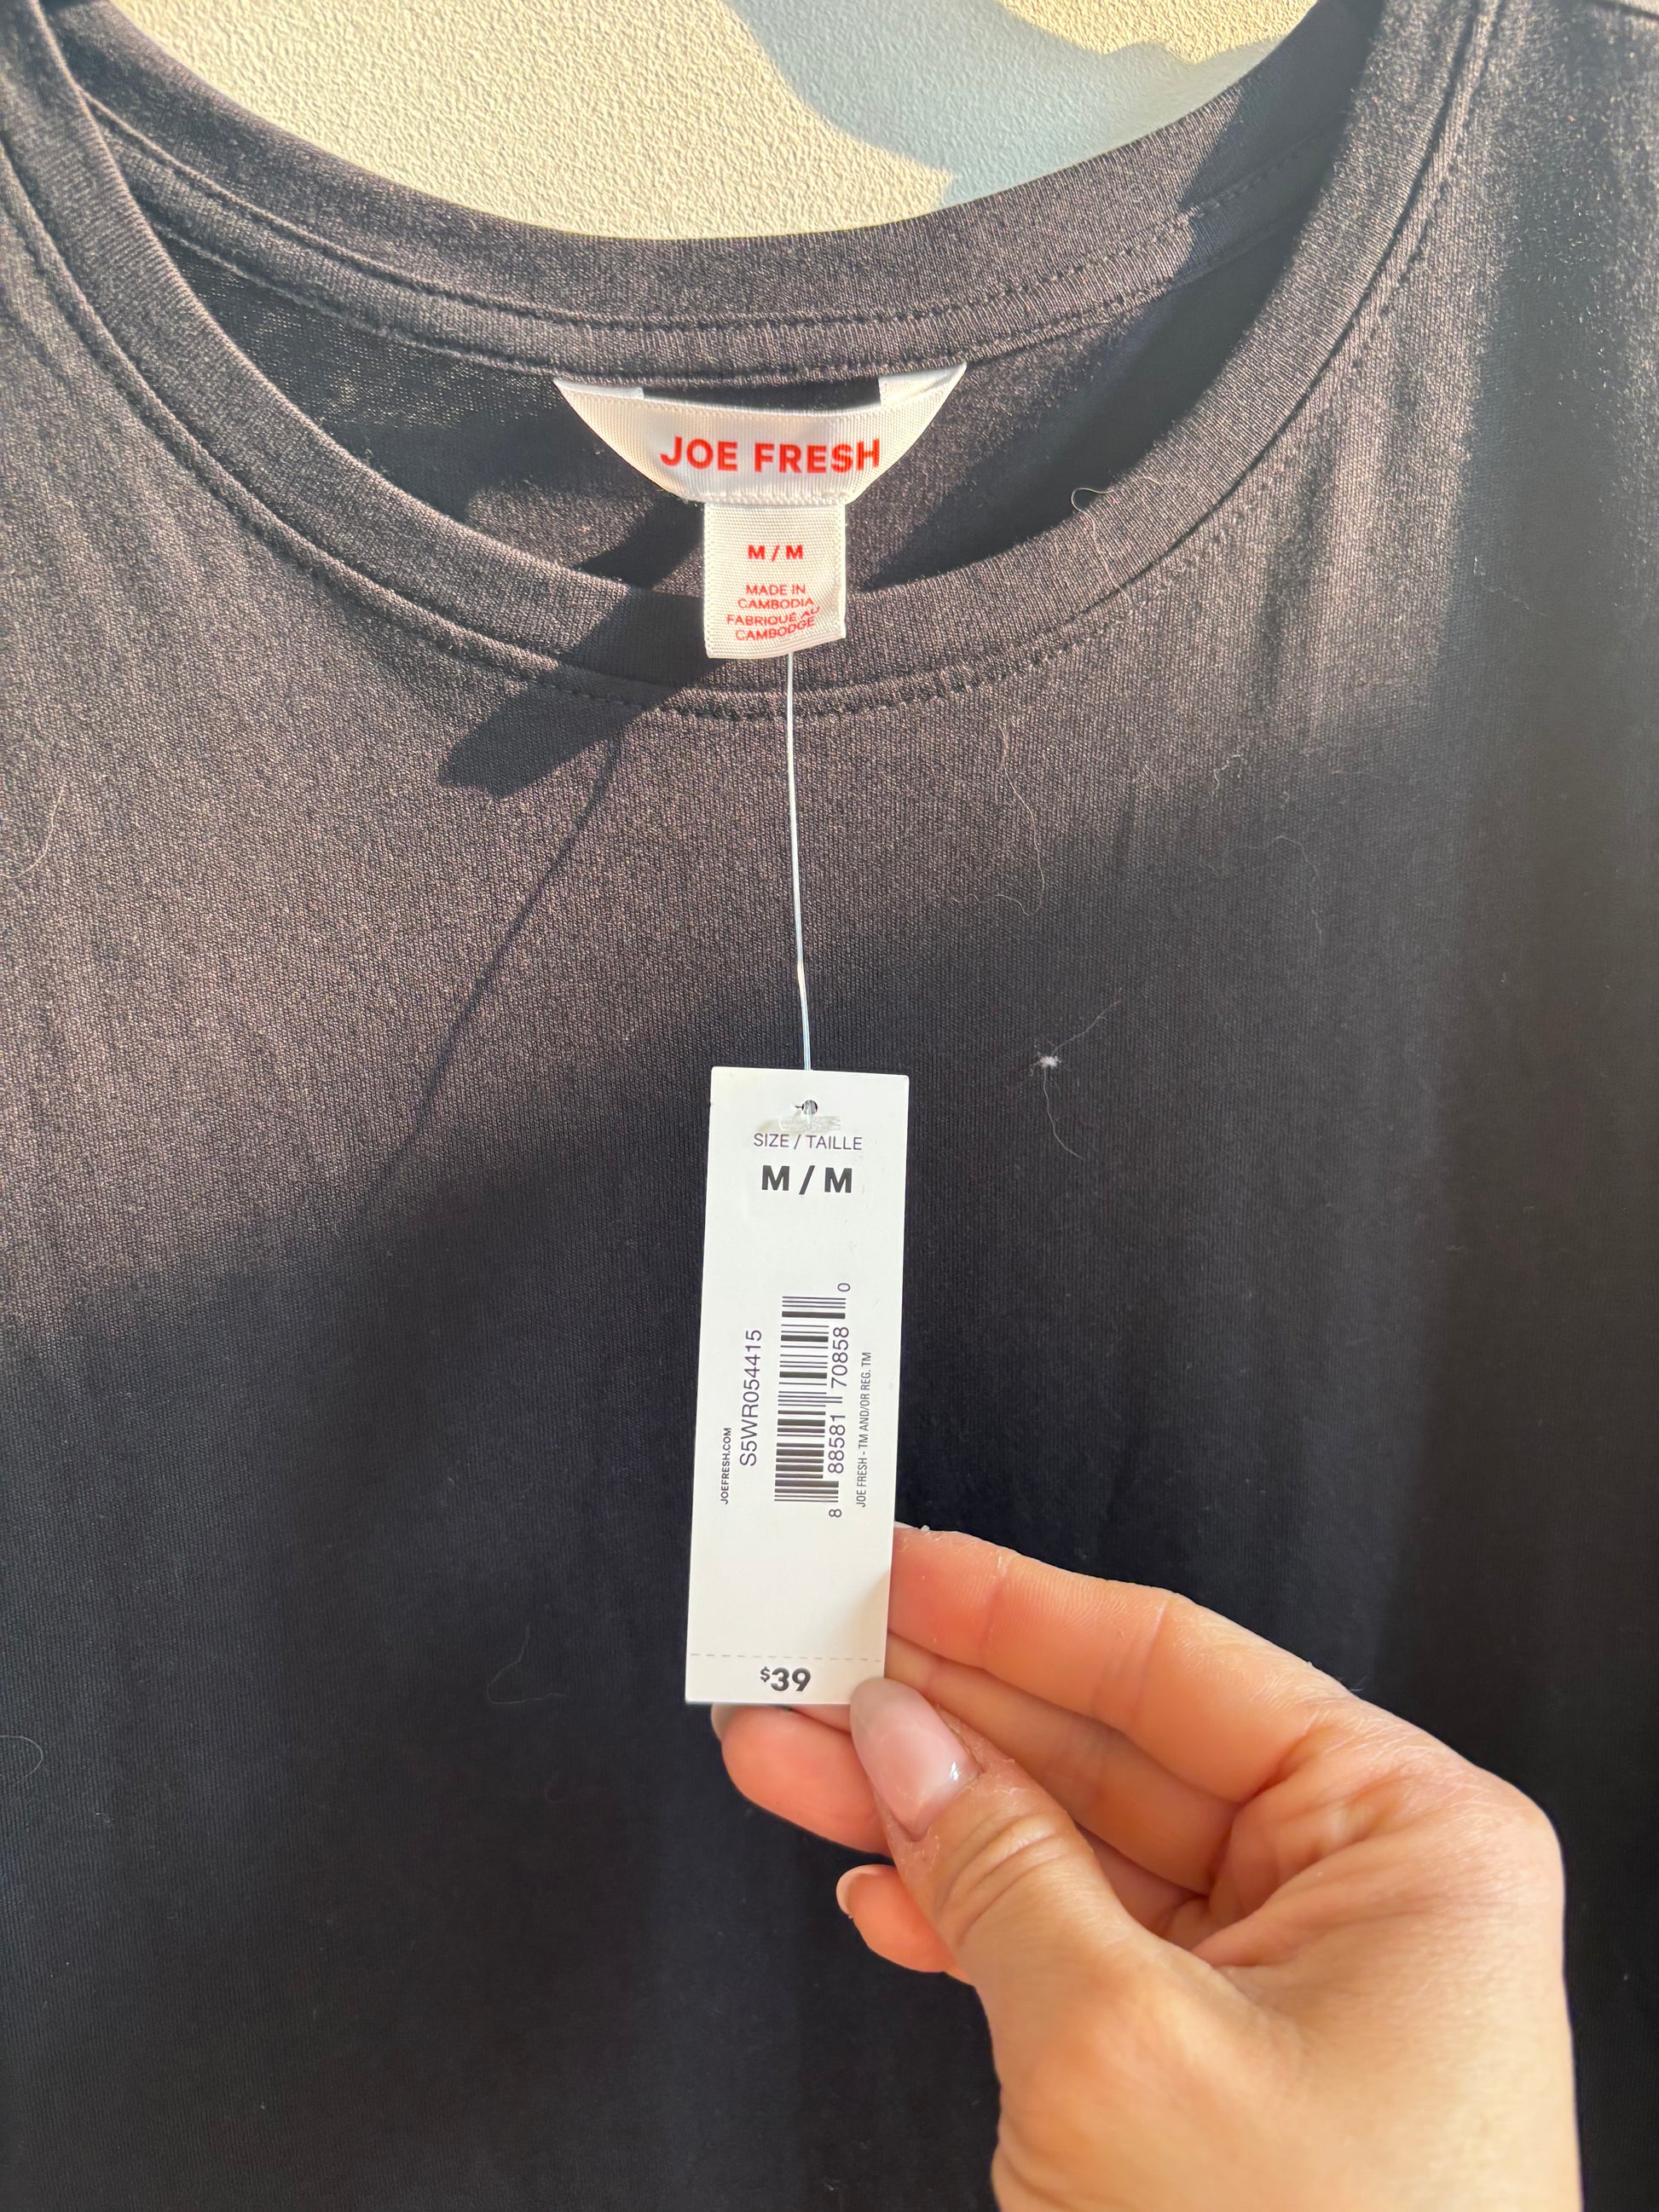 JOE FRESH
M / M
MADE IN
CAMBODIA
FABRIQUÉ AU
CAMBODGE
SIZE / TAILLE
M / M
JOEFRESH.COM
S5WR054415
8 88581 70858 0
JOE FRESH - TM AND/OR REG. TM
$39